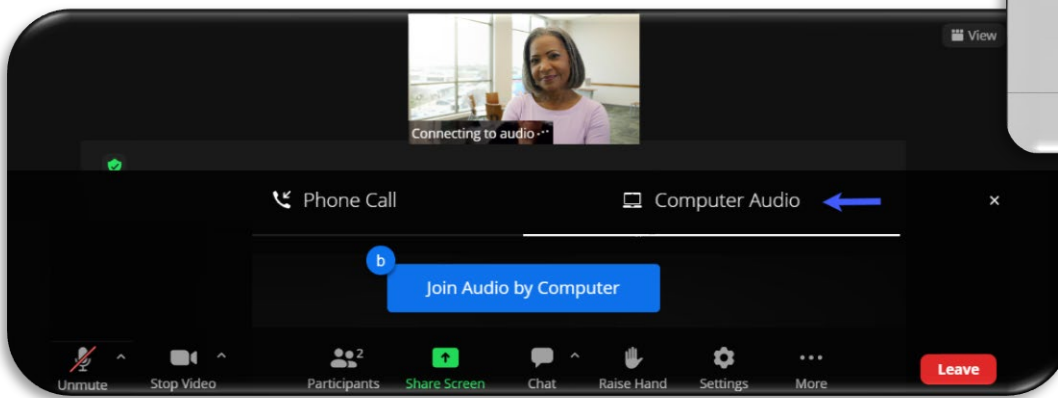 View
Connecting to audio ···
Phone Call
Computer Audio
b
Join Audio by Computer
2
Unmute
Stop Video
Participants
Share Screen
Chat
Raise Hand
Settings
More
Leave